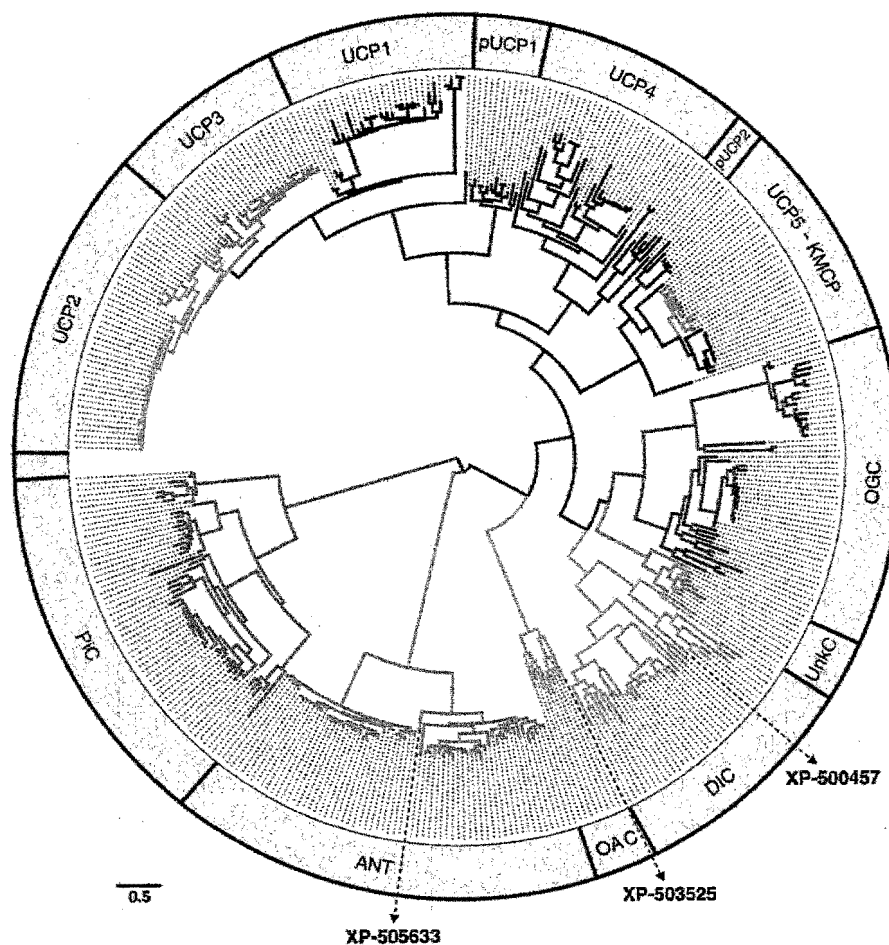 UCP1
pUCP1
UCP4
pUCP2
UCP5 - KMCP
OGC
UnkC
DIC
OAC
ANT
PiC
UCP2
UCP3
XP-500457
XP-503525
XP-505633
0.5